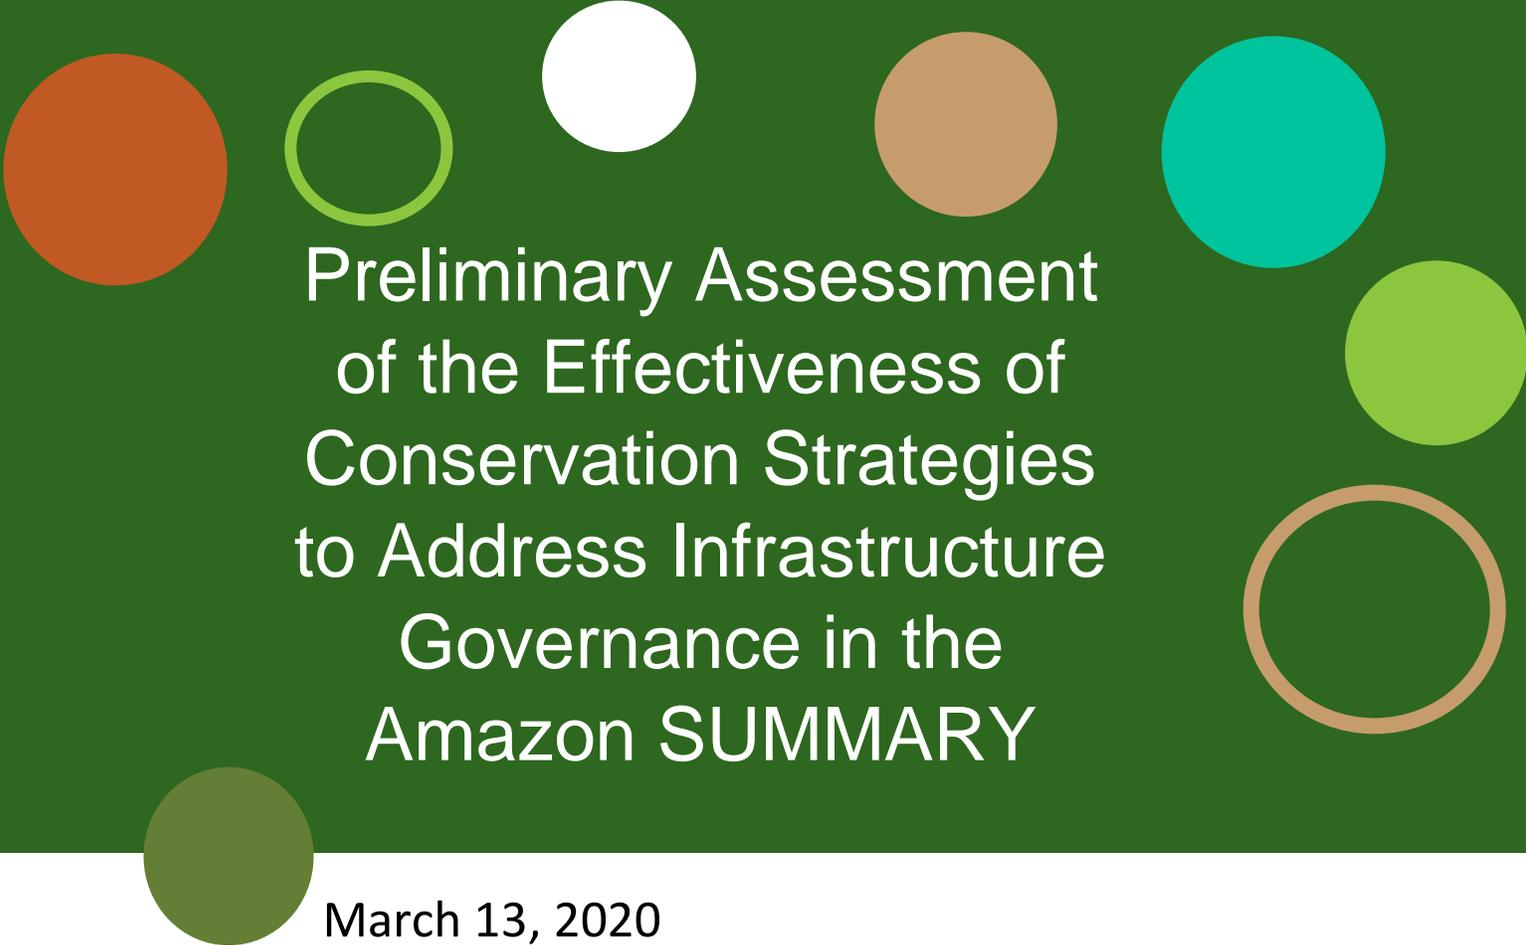 Preliminary Assessment
of the Effectiveness of
Conservation Strategies
to Address Infrastructure
Governance in the
Amazon SUMMARY
March 13, 2020